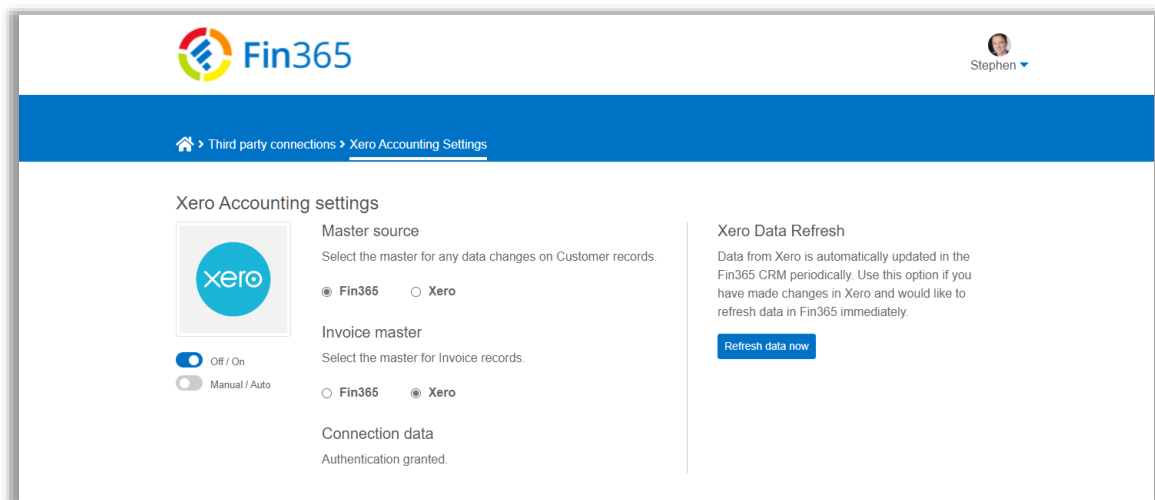 Fin365
Stephen
> Third party connections > Xero Accounting Settings
Xero Accounting settings
xero
Off / On
Manual / Auto
Master source
Select the master for any data changes on Customer records.
Fin365 Xero
Invoice master
Select the master for Invoice records.
Fin365 Xero
Connection data
Authentication granted.
Xero Data Refresh
Data from Xero is automatically updated in the
Fin365 CRM periodically. Use this option if you
have made changes in Xero and would like to
refresh data in Fin365 immediately.
Refresh data now